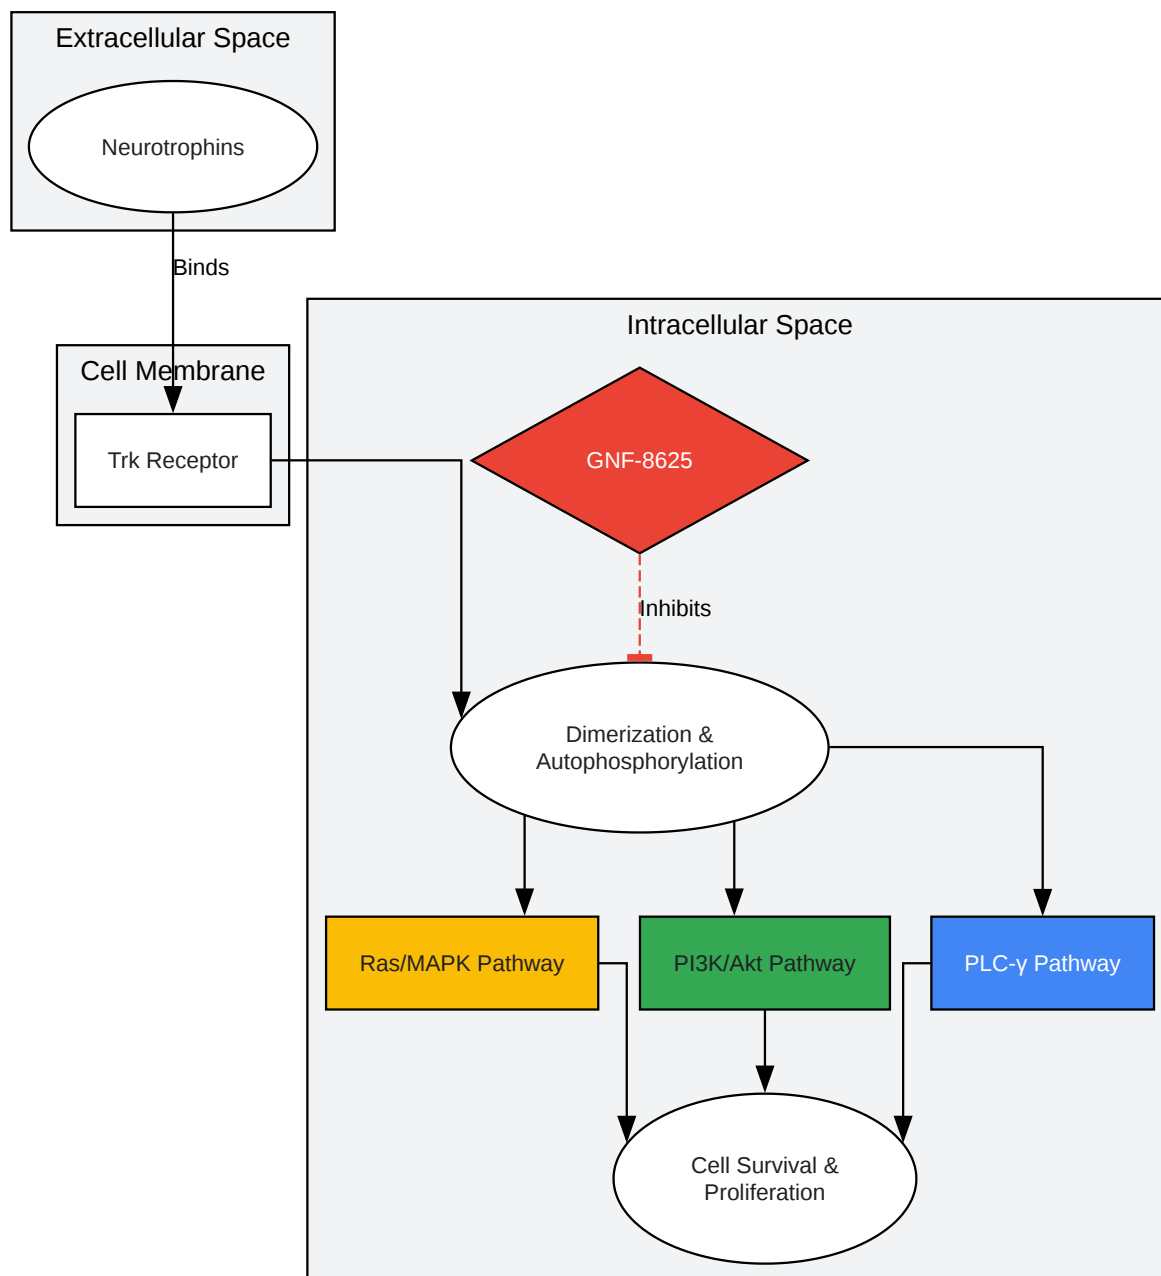 Extracellular Space
Neurotrophins
Binds
Intracellular Space
Cell Membrane
Trk Receptor
GNF-8625
Inhibits
Dimerization &
Autophosphorylation
Ras/MAPK Pathway
PI3K/Akt Pathway
PLC-γ Pathway
Cell Survival &
Proliferation